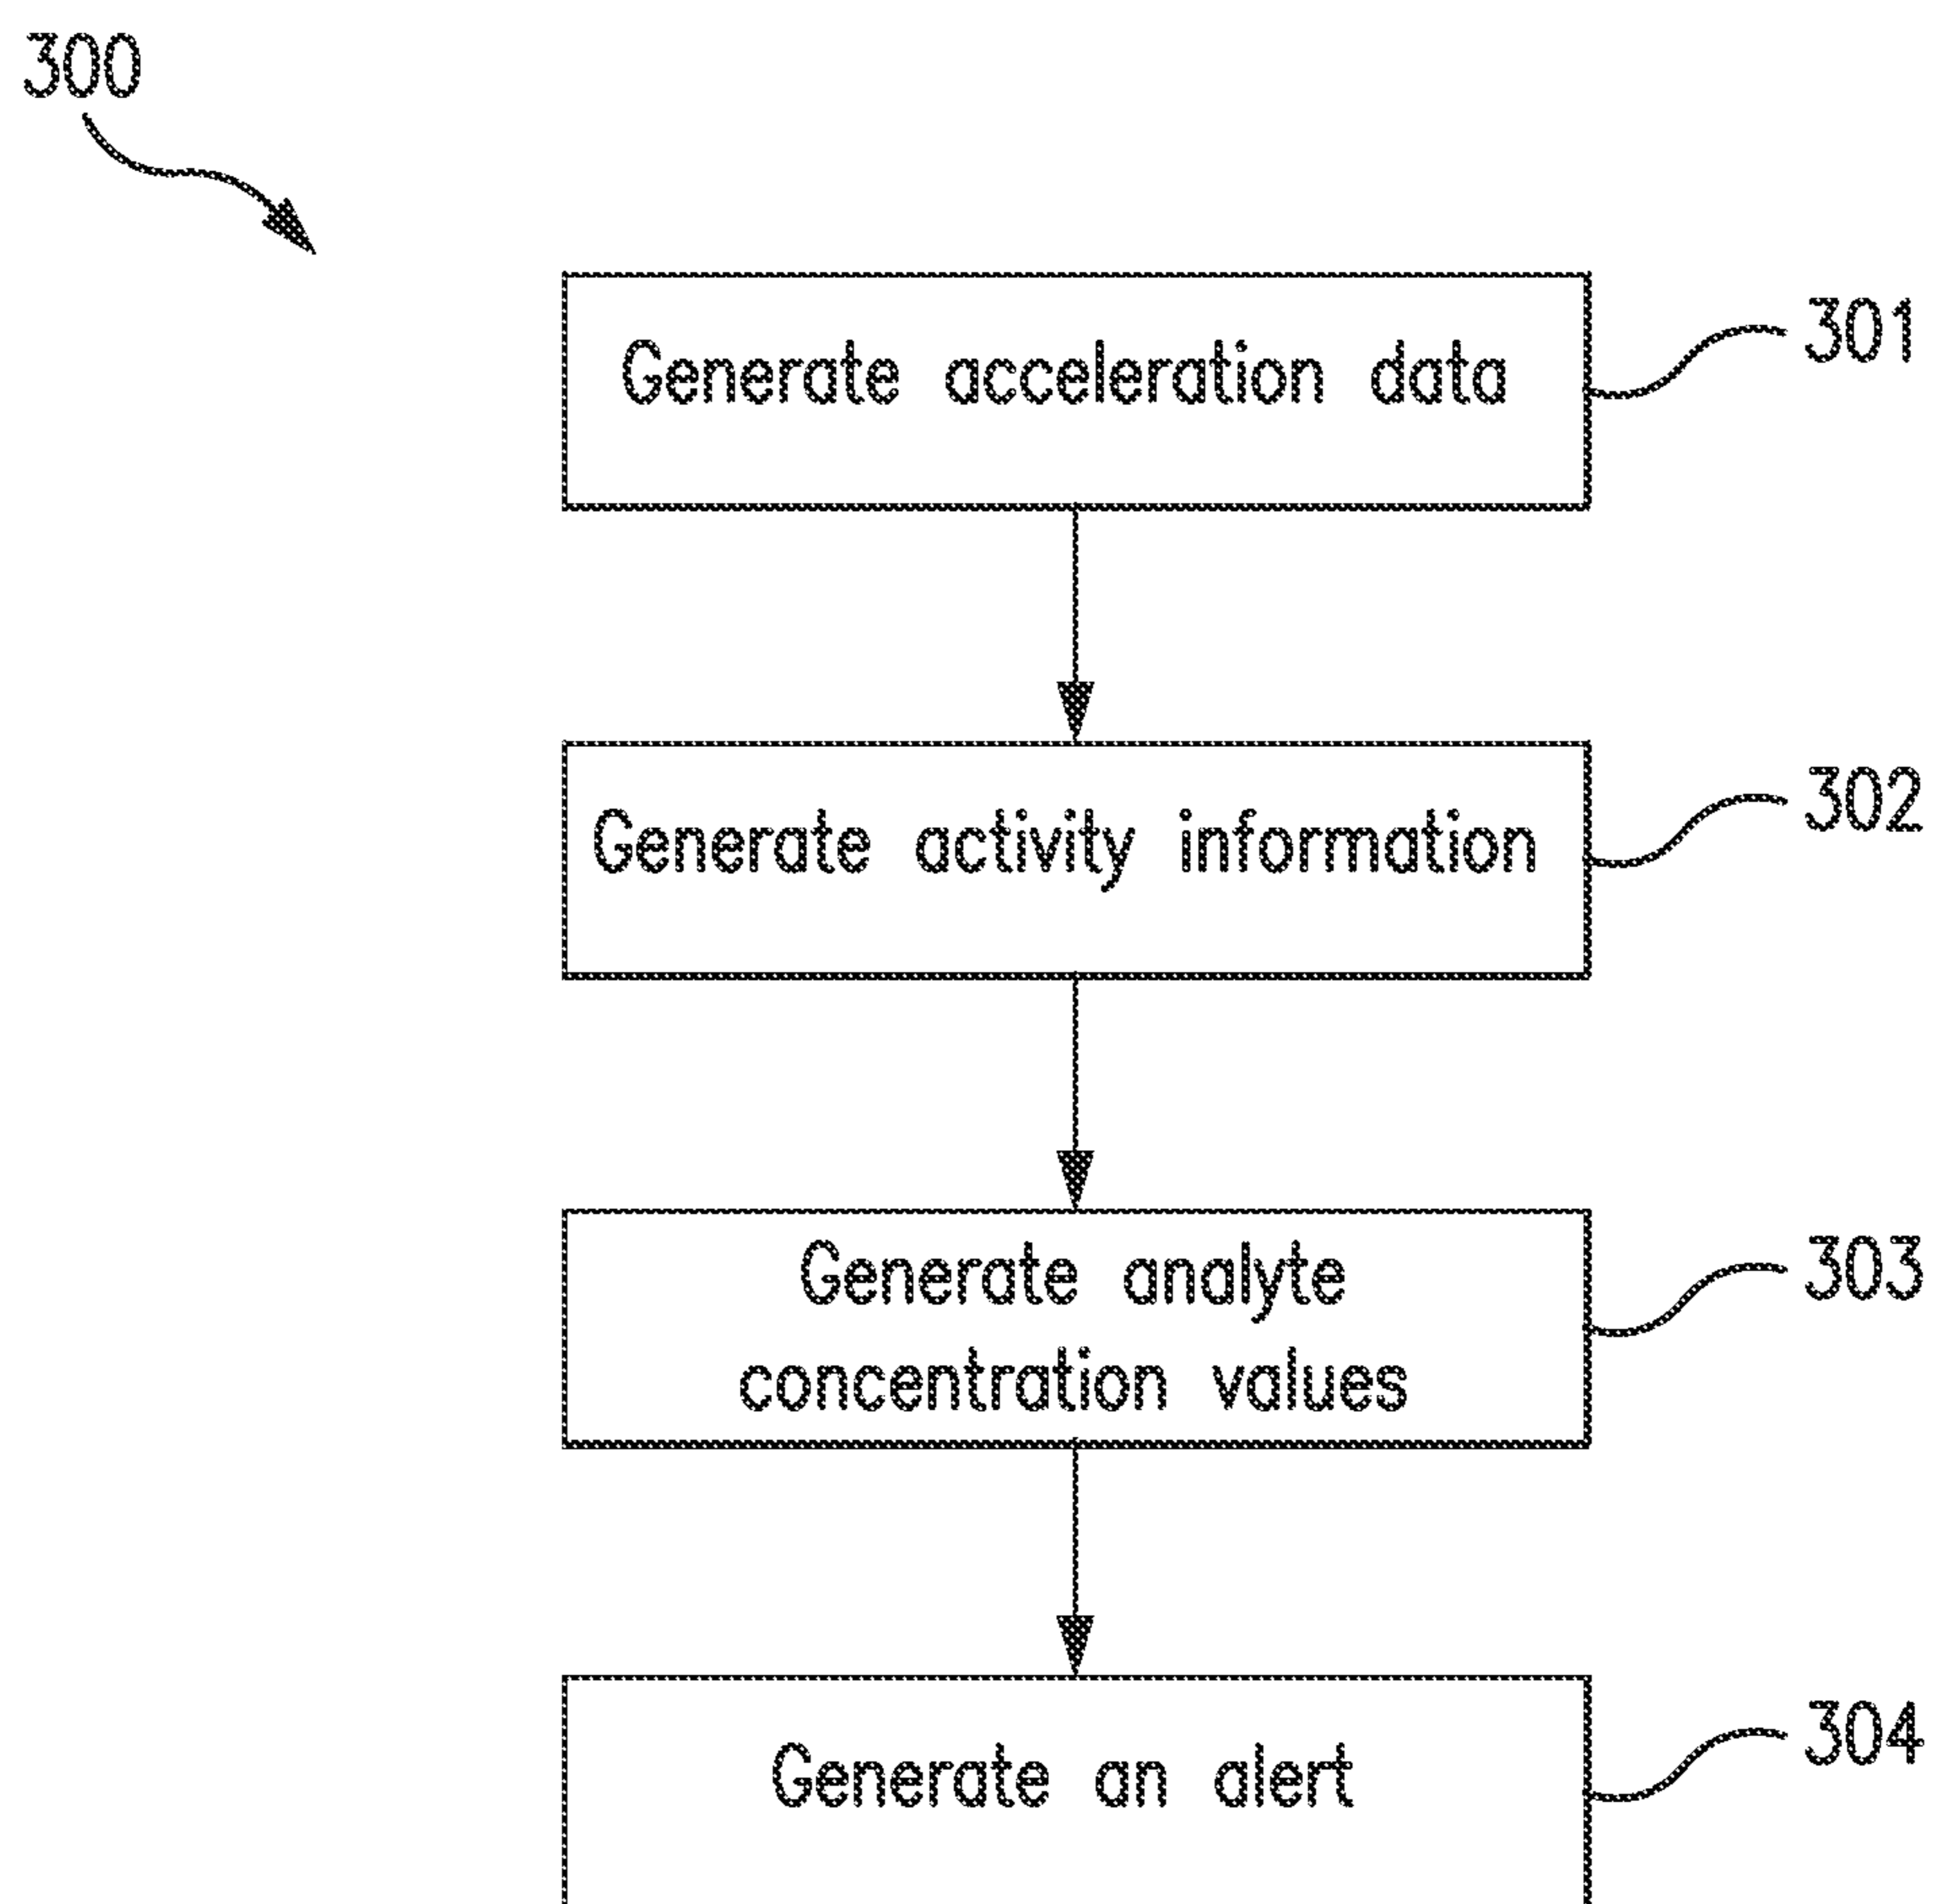 300
Generate acceleration data
301
Generate activity information
302
Generate analyte
concentration values
303
Generate an alert
304